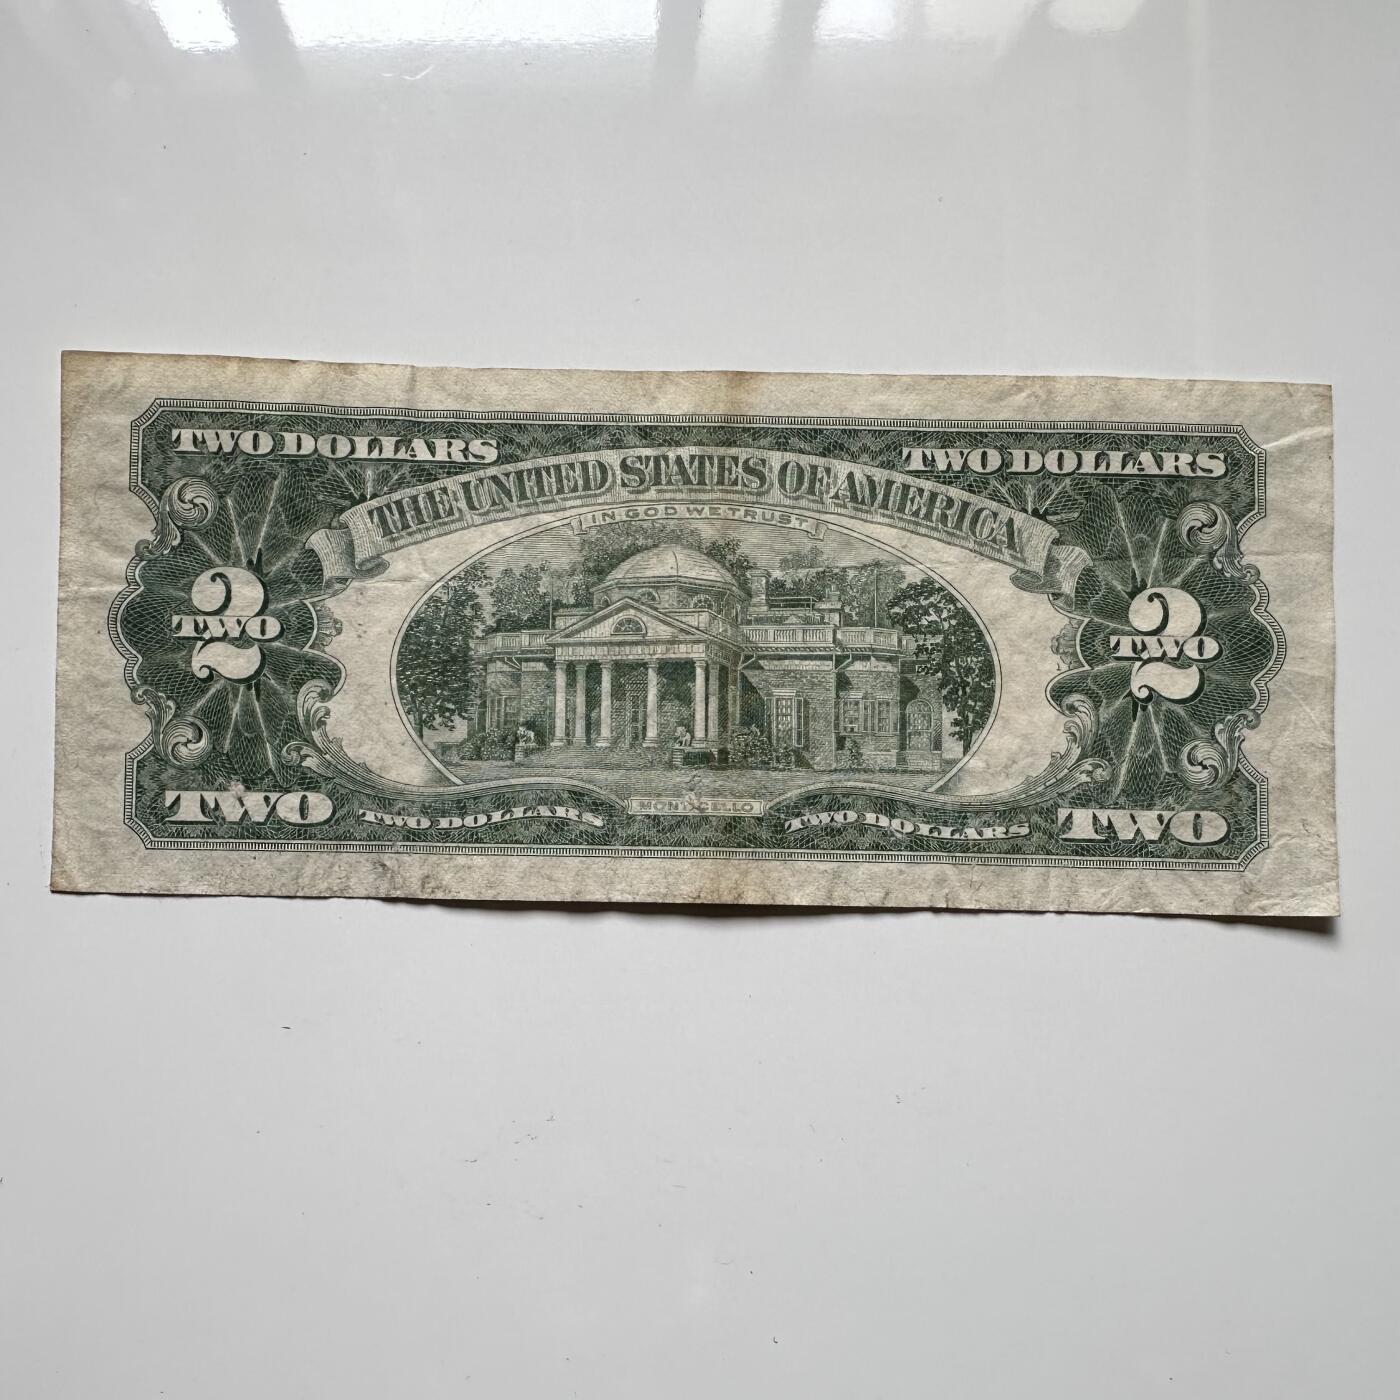 TWO DOLLARS TWO DOLLARS
THE UNITED STATES OF AMERICA
IN GOD WE TRUST
2 2
TWO TWO
MONTICELLO
TWO TWO DOLLARS TWO DOLLARS TWO